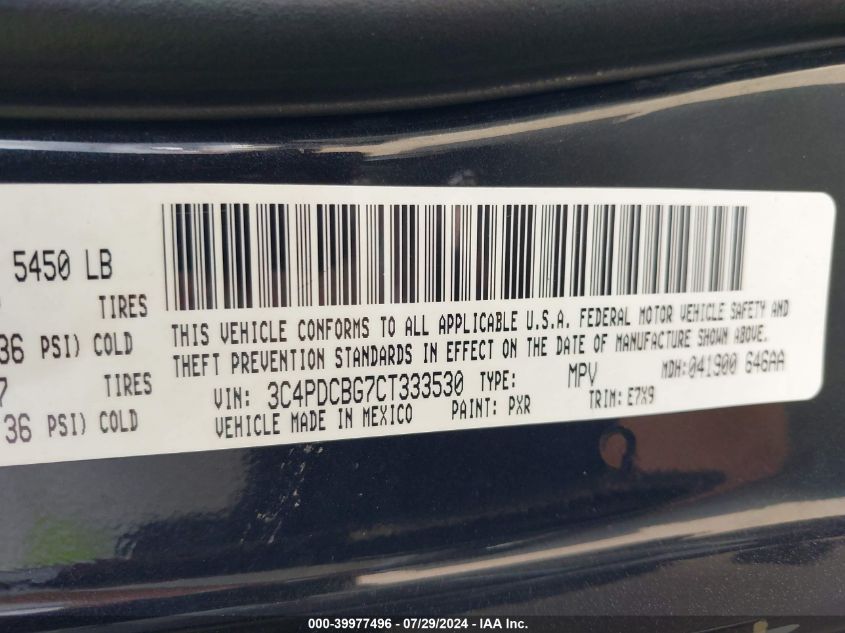 5450 LB
TIRES
36 PSI) COLD
7 TIRES
36 PSI) COLD
THIS VEHICLE CONFORMS TO ALL APPLICABLE U.S.A. FEDERAL MOTOR VEHICLE SAFETY AND
THEFT PREVENTION STANDARDS IN EFFECT ON THE DATE OF MANUFACTURE SHOWN ABOVE.
VIN: 3C4PDCBG7CT333530 TYPE: MPV MDH:041900 646AA
VEHICLE MADE IN MEXICO PAINT: PXR TRIM: E7X9
000-39977496 - 07/29/2024 - IAA Inc.